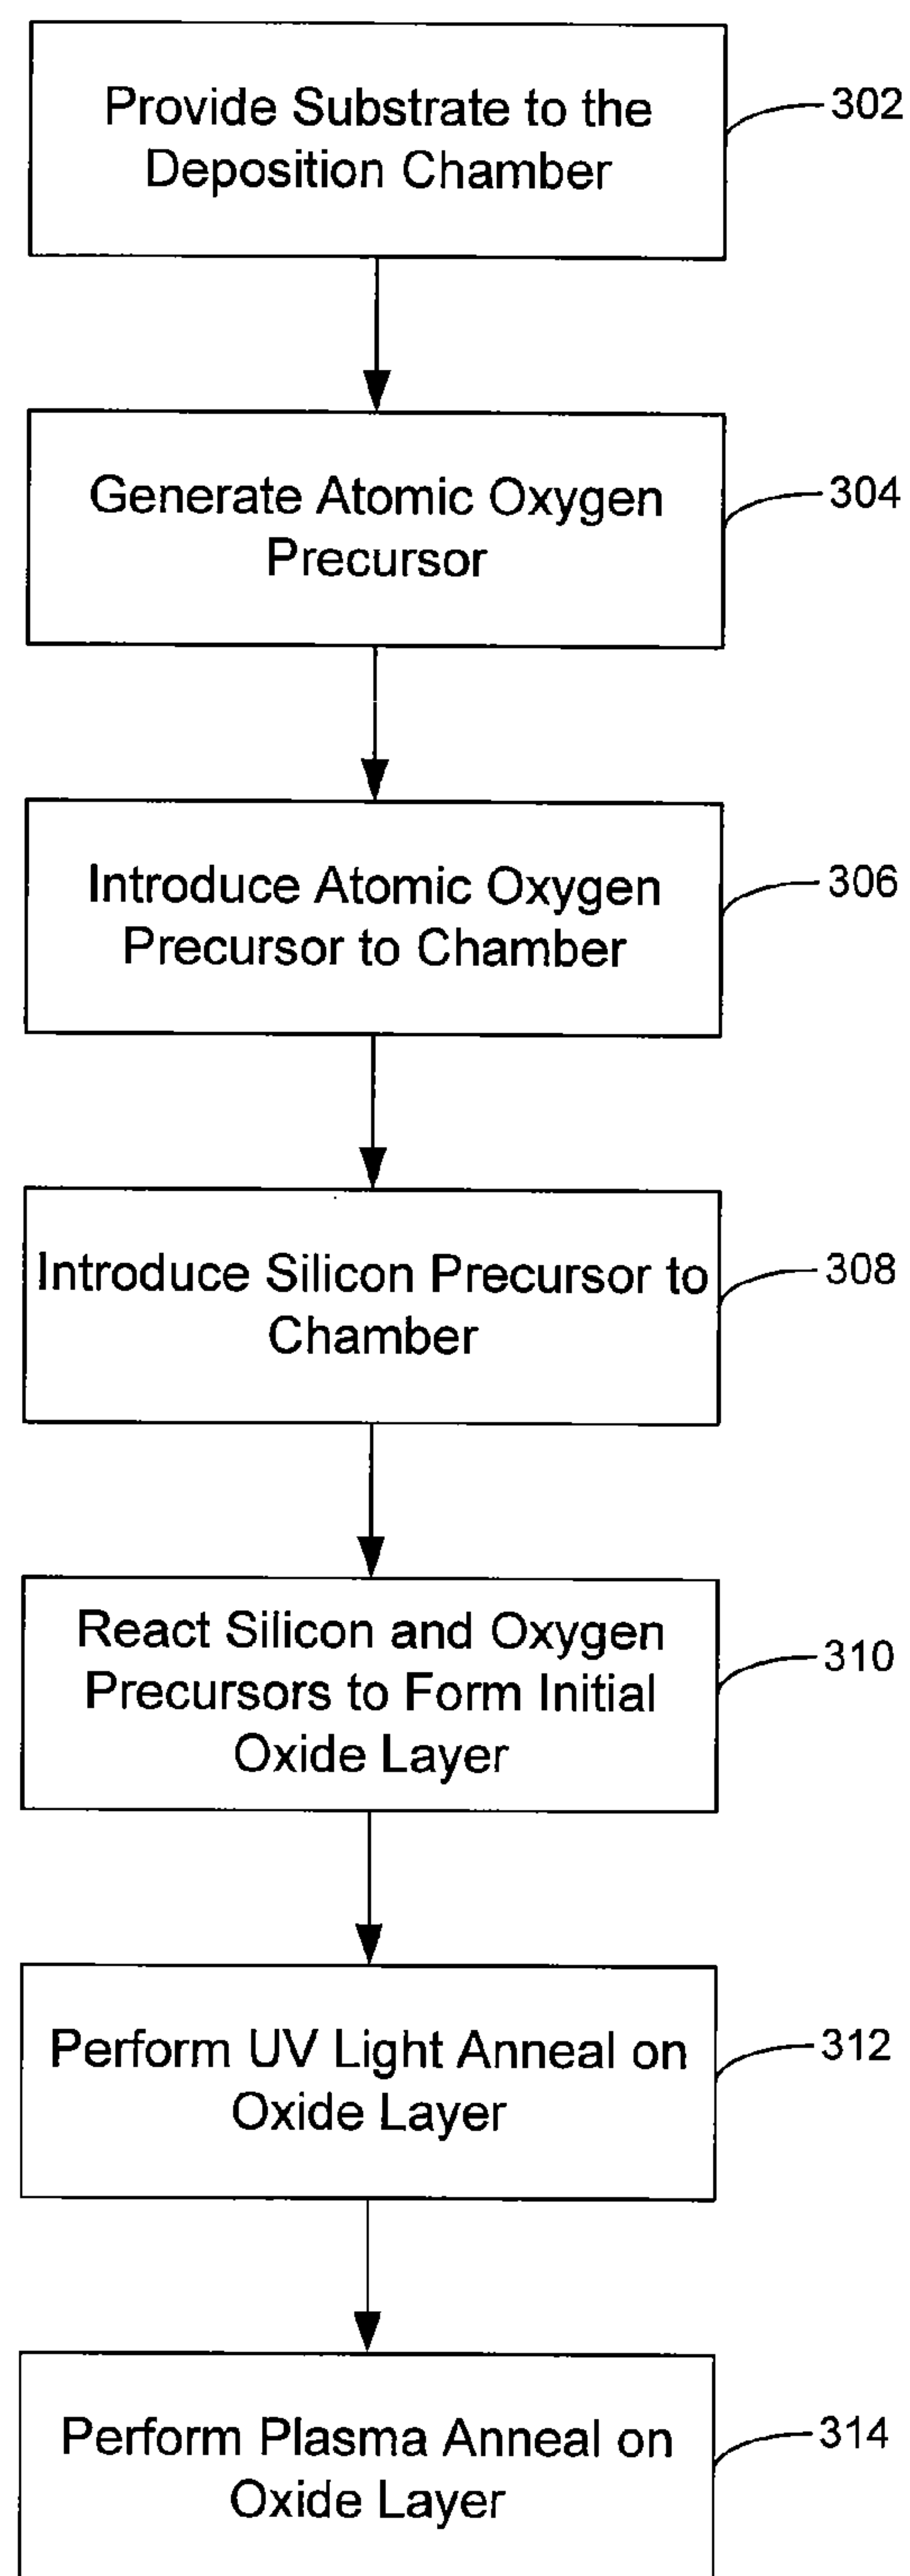 Provide Substrate to the
Deposition Chamber
302
Generate Atomic Oxygen
Precursor
304
Introduce Atomic Oxygen
Precursor to Chamber
306
Introduce Silicon Precursor to
Chamber
308
React Silicon and Oxygen
Precursors to Form Initial
Oxide Layer
310
Perform UV Light Anneal on
Oxide Layer
312
Perform Plasma Anneal on
Oxide Layer
314